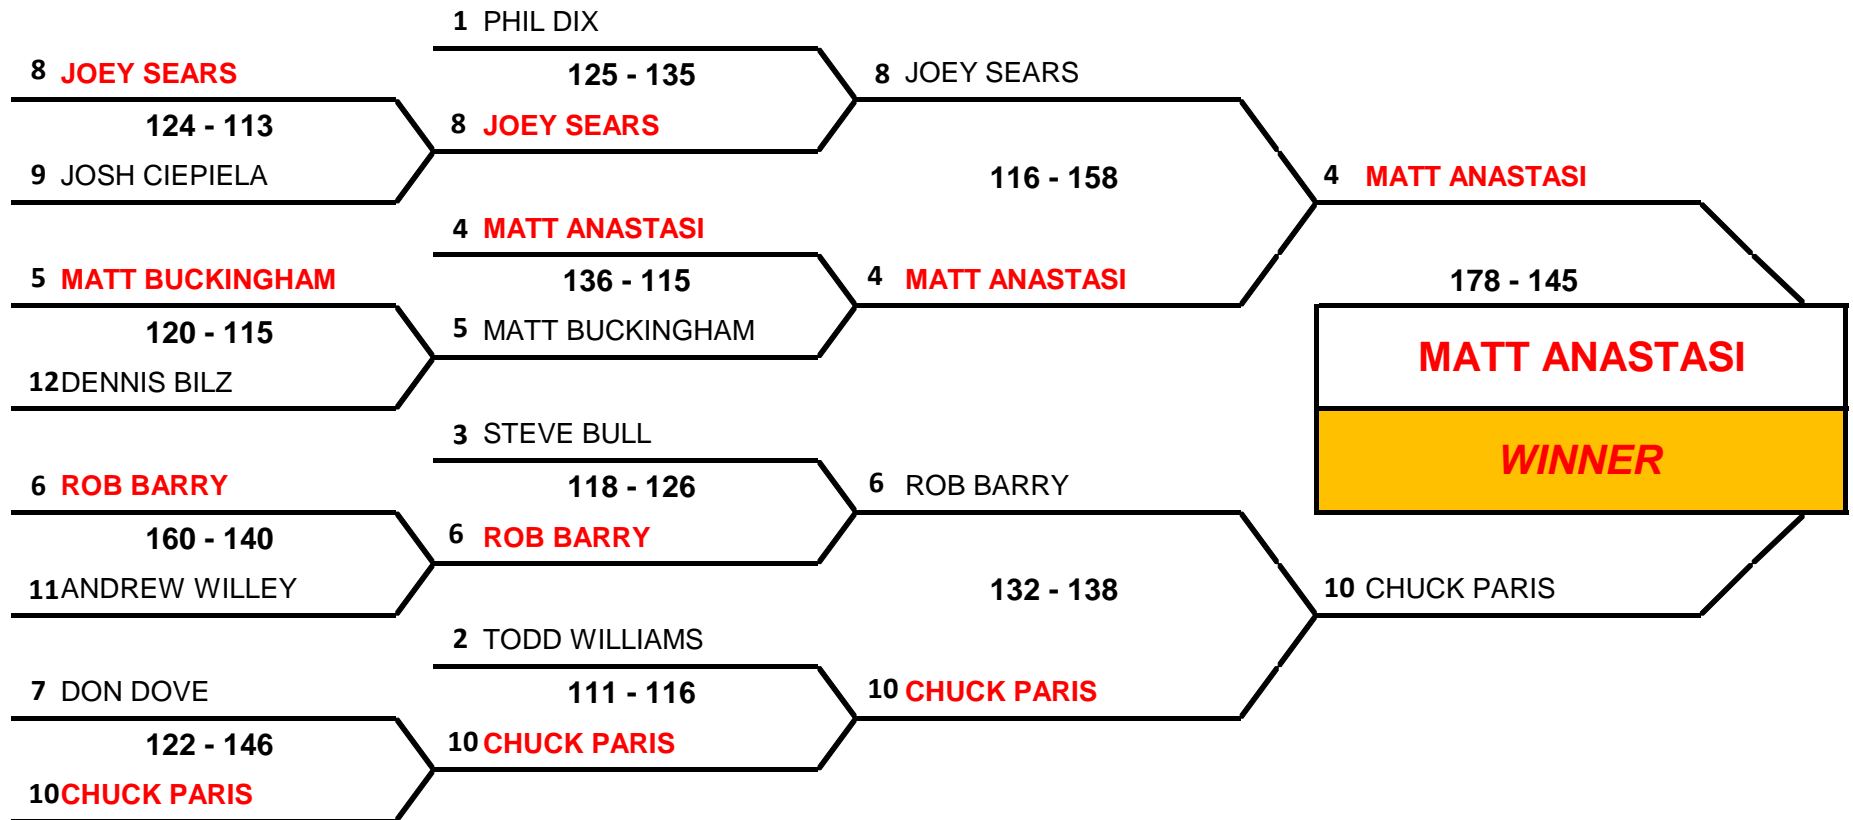 1 PHIL DIX
8 JOEY SEARS
125 - 135
8 JOEY SEARS
124 - 113
8 JOEY SEARS
9 JOSH CIEPIELA
116 - 158
4 MATT ANASTASI
4 MATT ANASTASI
5 MATT BUCKINGHAM
136 - 115
4 MATT ANASTASI
178 - 145
120 - 115
5 MATT BUCKINGHAM
MATT ANASTASI
12 DENNIS BILZ
3 STEVE BULL
WINNER
6 ROB BARRY
118 - 126
6 ROB BARRY
160 - 140
6 ROB BARRY
11 ANDREW WILLEY
132 - 138
10 CHUCK PARIS
2 TODD WILLIAMS
7 DON DOVE
111 - 116
10 CHUCK PARIS
122 - 146
10 CHUCK PARIS
10 CHUCK PARIS